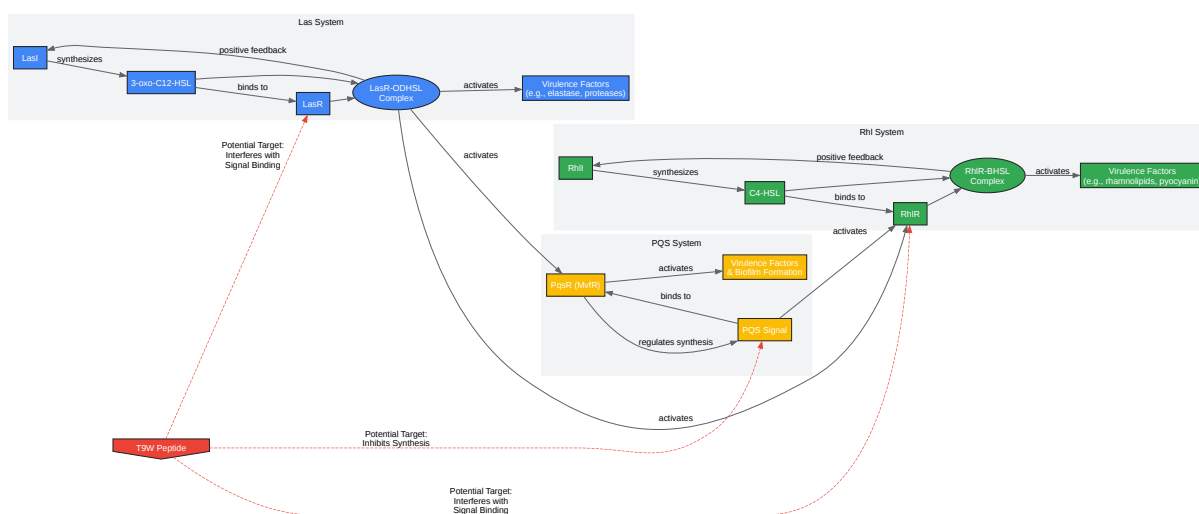 Las System
LasI
synthesizes
3-oxo-C12-HSL
positive feedback
binds to
LasR
LasR-ODHSL
Complex
activates
Virulence Factors
(e.g., elastase, proteases)
Potential Target:
Interferes with
Signal Binding
activates
Rhl System
RhlI
synthesizes
C4-HSL
positive feedback
binds to
RhlR
RhlR-BHSL
Complex
activates
Virulence Factors
(e.g., rhamnolipids, pyocyanin
activates
PQS System
PqsR (MvfR)
activates
Virulence Factors
& Biofilm Formation
binds to
PQS Signal
regulates synthesis
activates
T9W Peptide
Potential Target:
Inhibits Synthesis
Potential Target:
Interferes with
Signal Binding